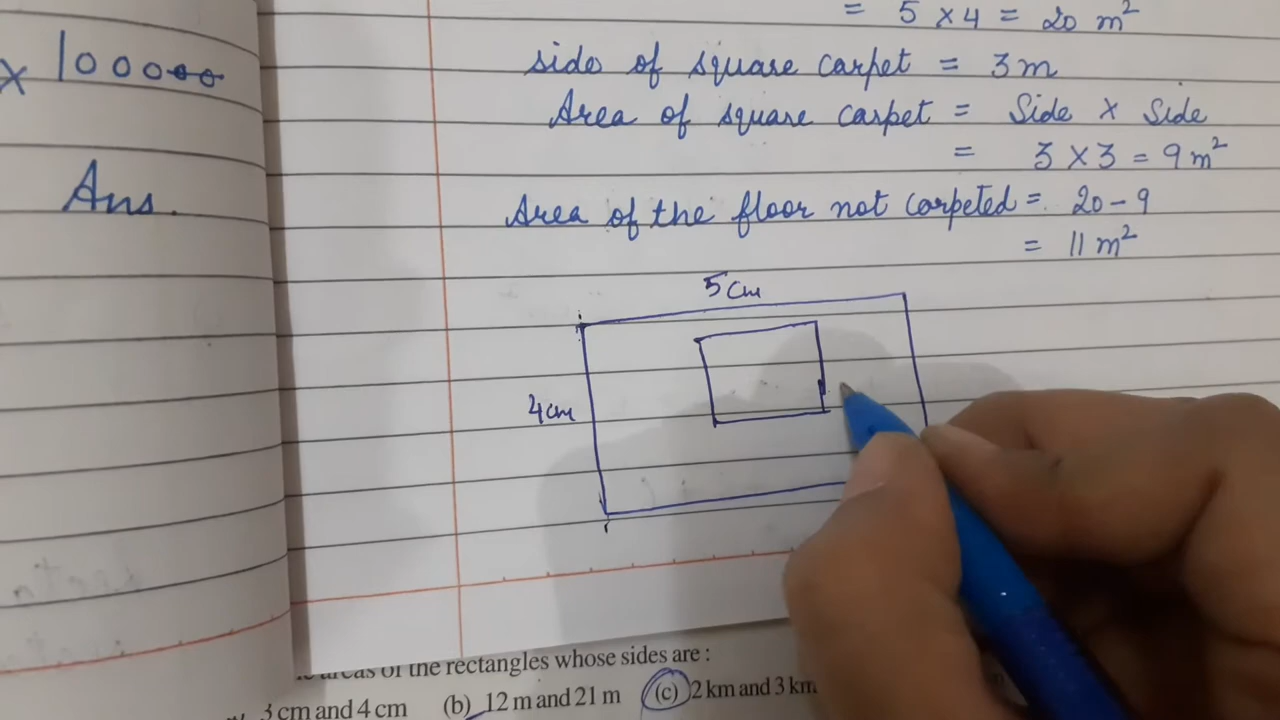 = 5 × 4 = 20 m²
side of square carpet = 3 m
Area of square carpet = Side × Side
= 3 × 3 = 9 m²
Area of the floor not carpeted = 20 - 9
= 11 m²
5 cm
4 cm
× 100000
Ans.
areas of the rectangles whose sides are :
3 cm and 4 cm (b) 12 m and 21 m (c) 2 km and 3 km